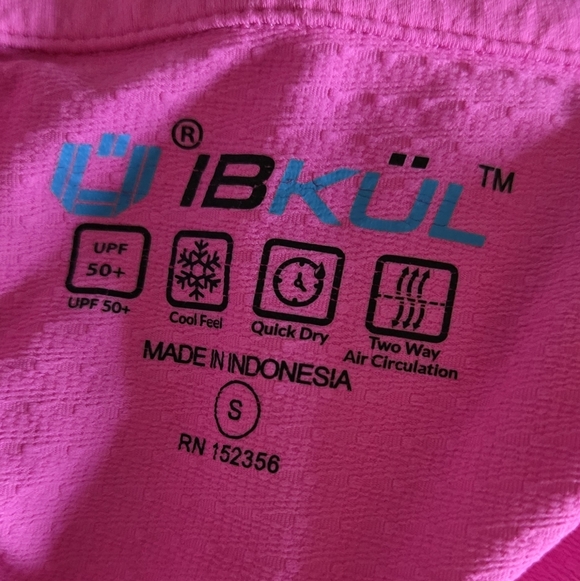 Ü® IBKÜL™
UPF
50+
UPF 50+
Cool Feel
Quick Dry
Two Way
Air Circulation
MADE IN INDONESIA
S
RN 152356